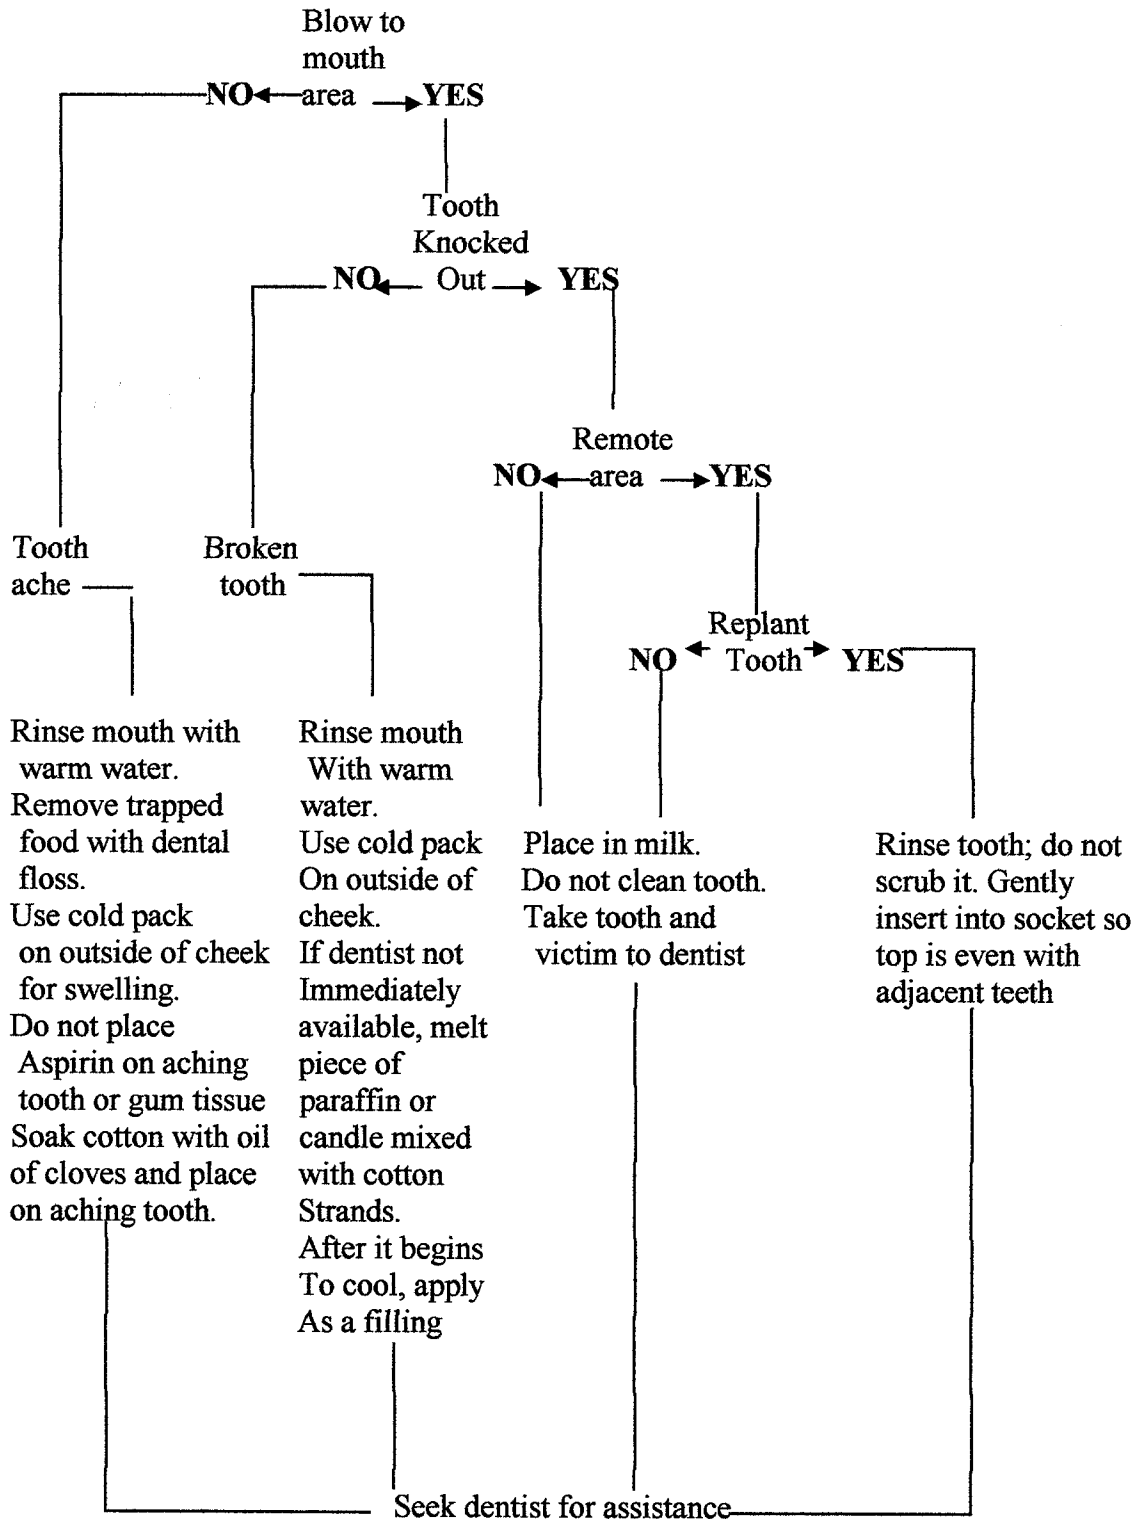 Blow to
mouth
NO area YES
Tooth
Knocked
NO Out YES
Remote
NO area YES
Tooth
ache
Broken
tooth
Replant
NO Tooth YES
Rinse mouth with
warm water.
Remove trapped
food with dental
floss.
Use cold pack
on outside of cheek
for swelling.
Do not place
Aspirin on aching
tooth or gum tissue
Soak cotton with oil
of cloves and place
on aching tooth.
Rinse mouth
With warm
water.
Use cold pack
On outside of
cheek.
If dentist not
Immediately
available, melt
piece of
paraffin or
candle mixed
with cotton
Strands.
After it begins
To cool, apply
As a filling
Place in milk.
Do not clean tooth.
Take tooth and
victim to dentist
Rinse tooth; do not
scrub it. Gently
insert into socket so
top is even with
adjacent teeth
Seek dentist for assistance